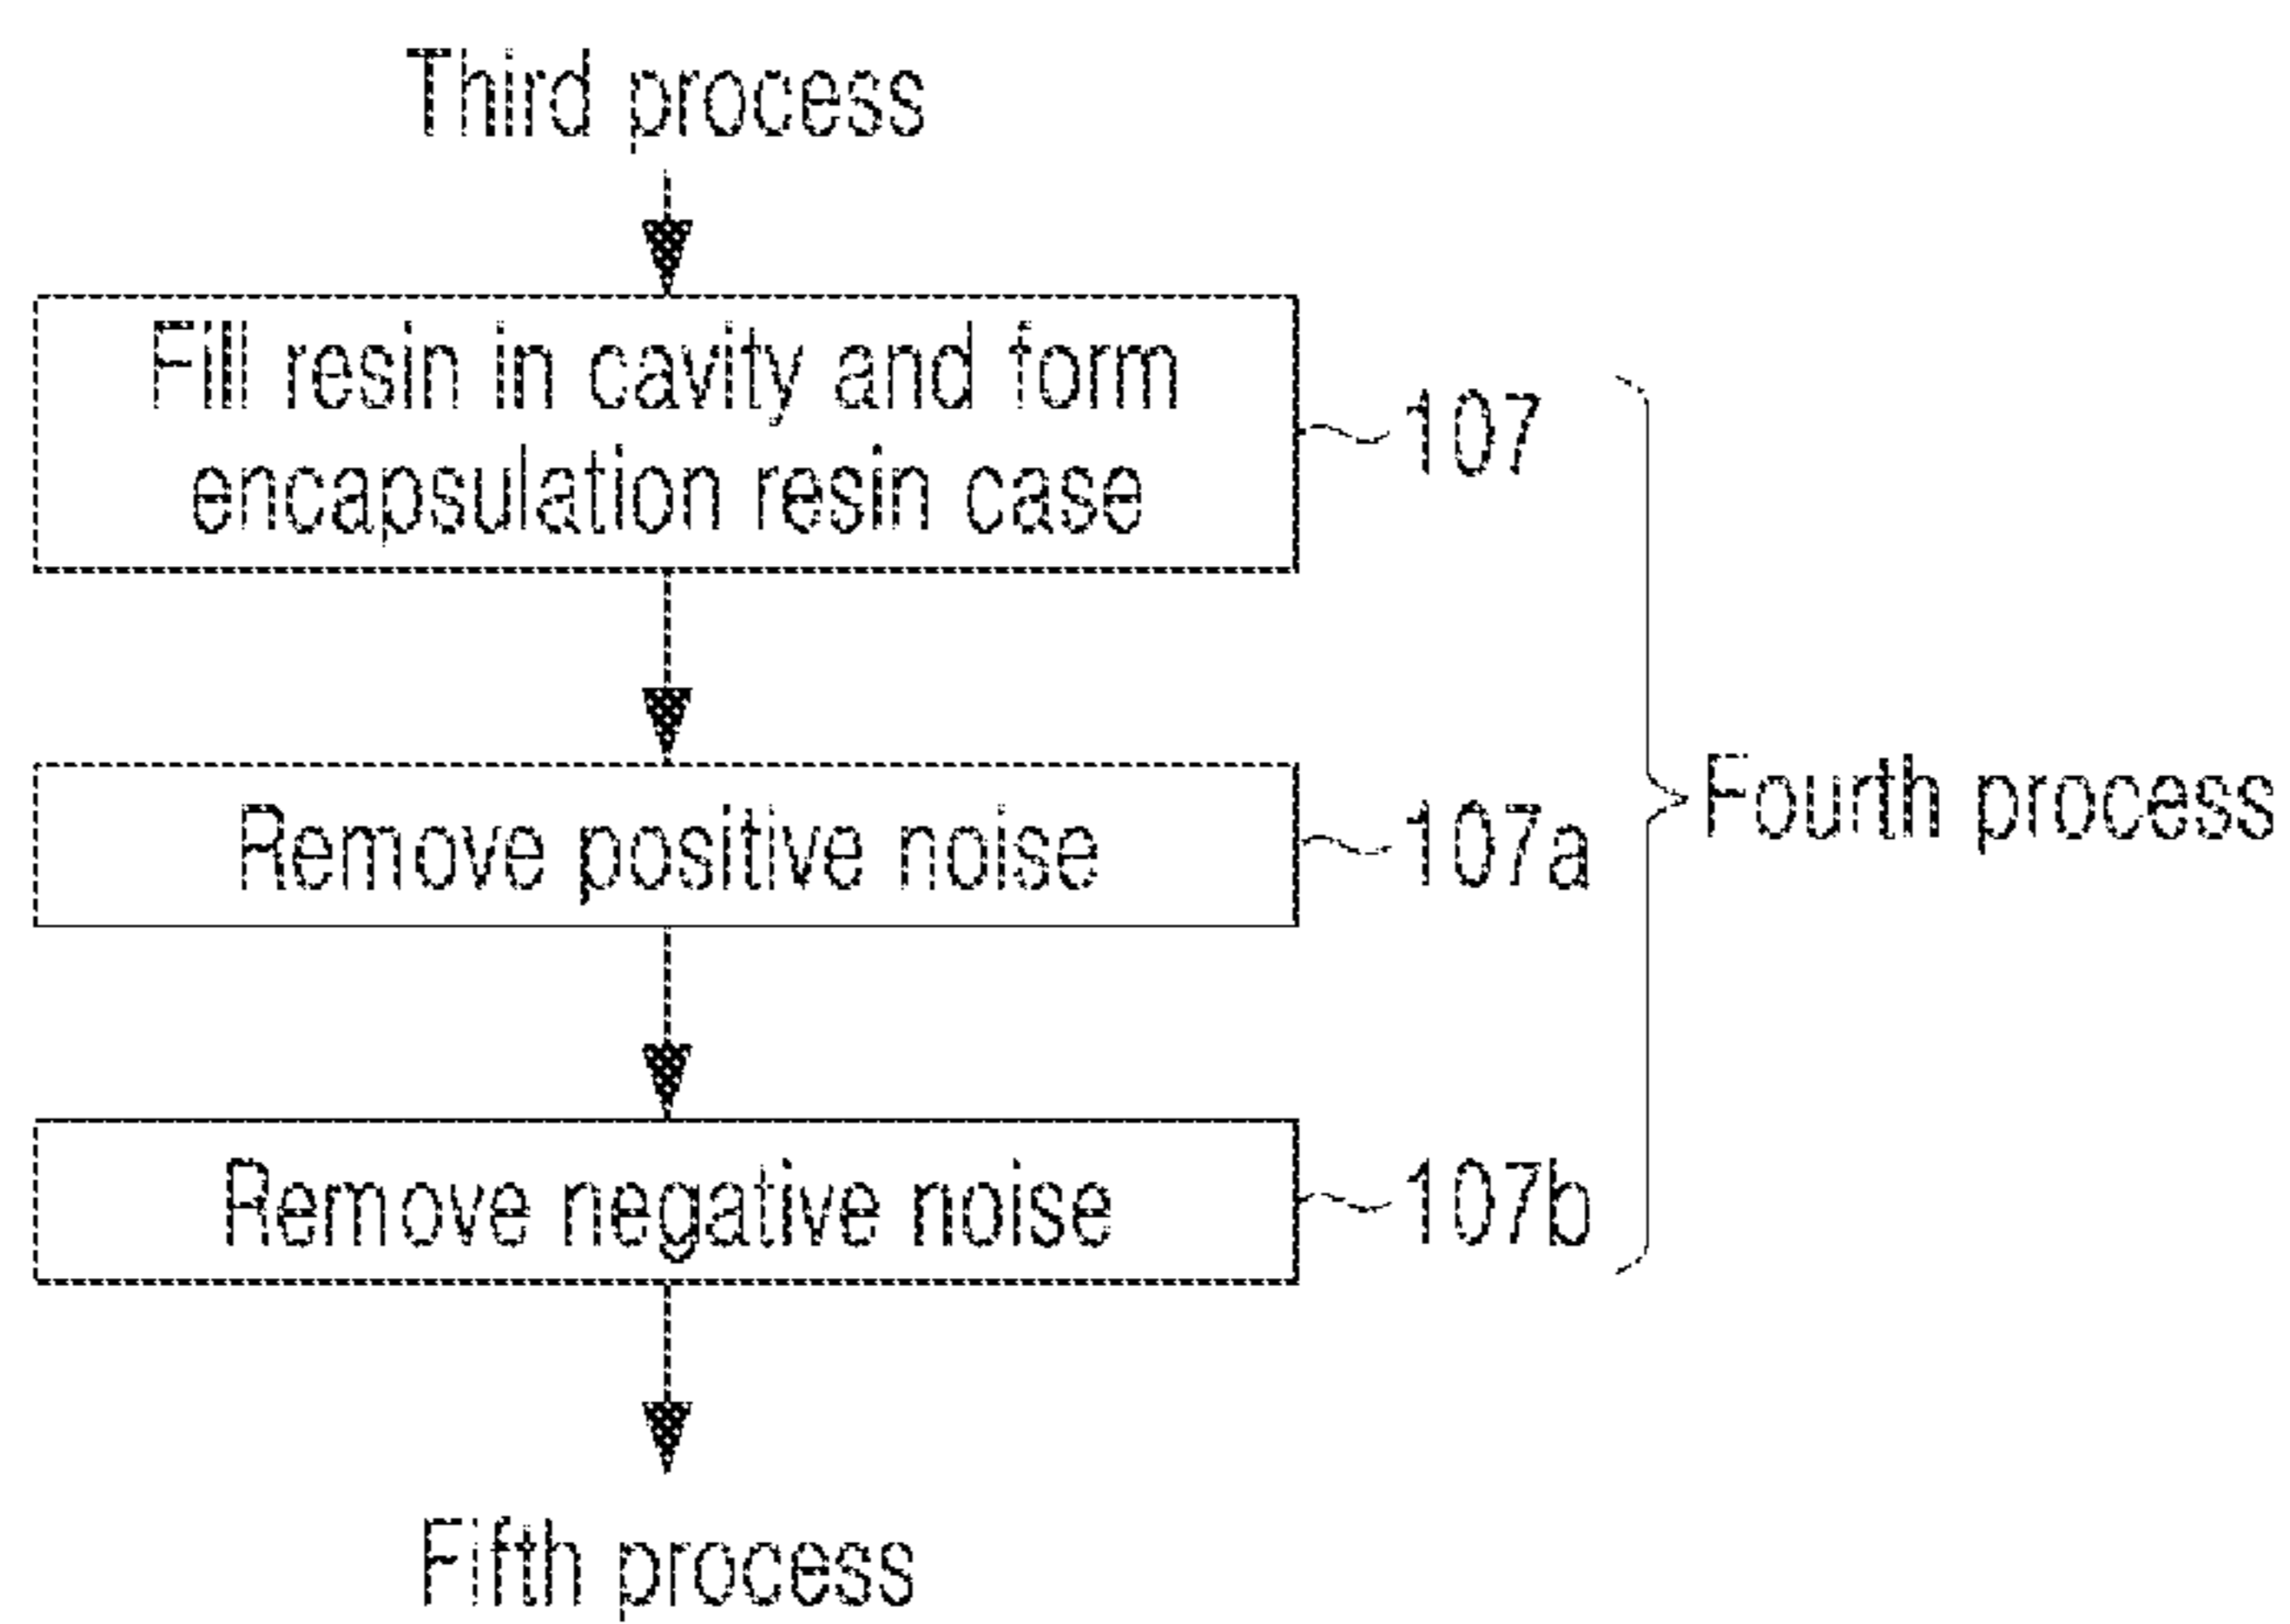 Third process
Fill resin in cavity and form
encapsulation resin case
107
Remove positive noise
107a
Fourth process
Remove negative noise
107b
Fifth process